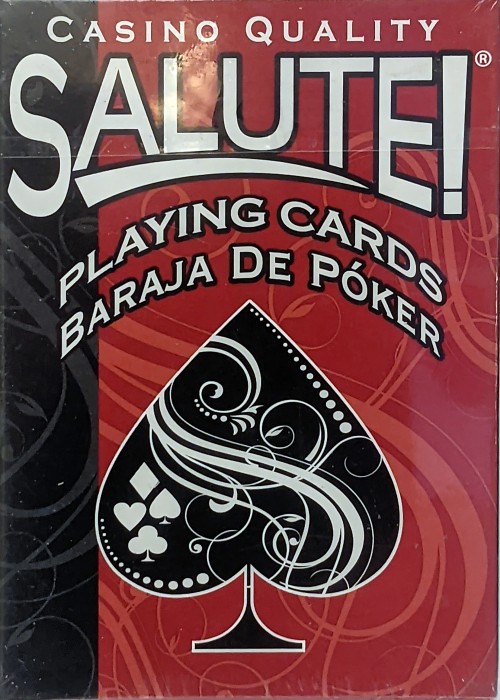 CASINO QUALITY
SALUTE!®
PLAYING CARDS
BARAJA DE PÓKER